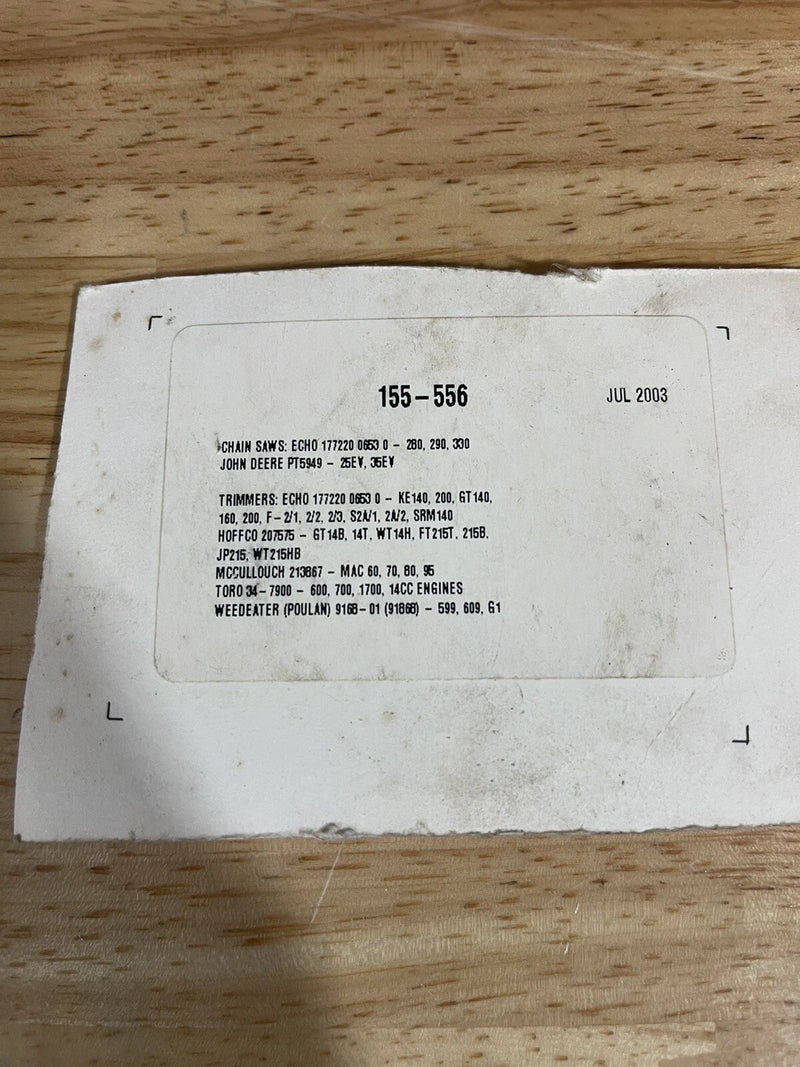 155-556
JUL 2003
CHAIN SAWS: ECHO 177220 0653 0 - 280, 290, 330
JOHN DEERE PT5949 - 25EV, 35EV
TRIMMERS: ECHO 177220 0653 0 - KE140, 200, GT140,
160, 200, F-2/1, 2/2, 2/3, S2A/1, 2A/2, SRM140
HOFFCO 207575 - GT14B, 14T, WT14H, FT215T, 215B,
JP215, WT215HB
MCCULLOUCH 213867 - MAC 60, 70, 80, 95
TORO 34-7900 - 600, 700, 1700, 14CC ENGINES
WEEDEATER (POULAN) 9168-01 (91868) - 599, 609, G1